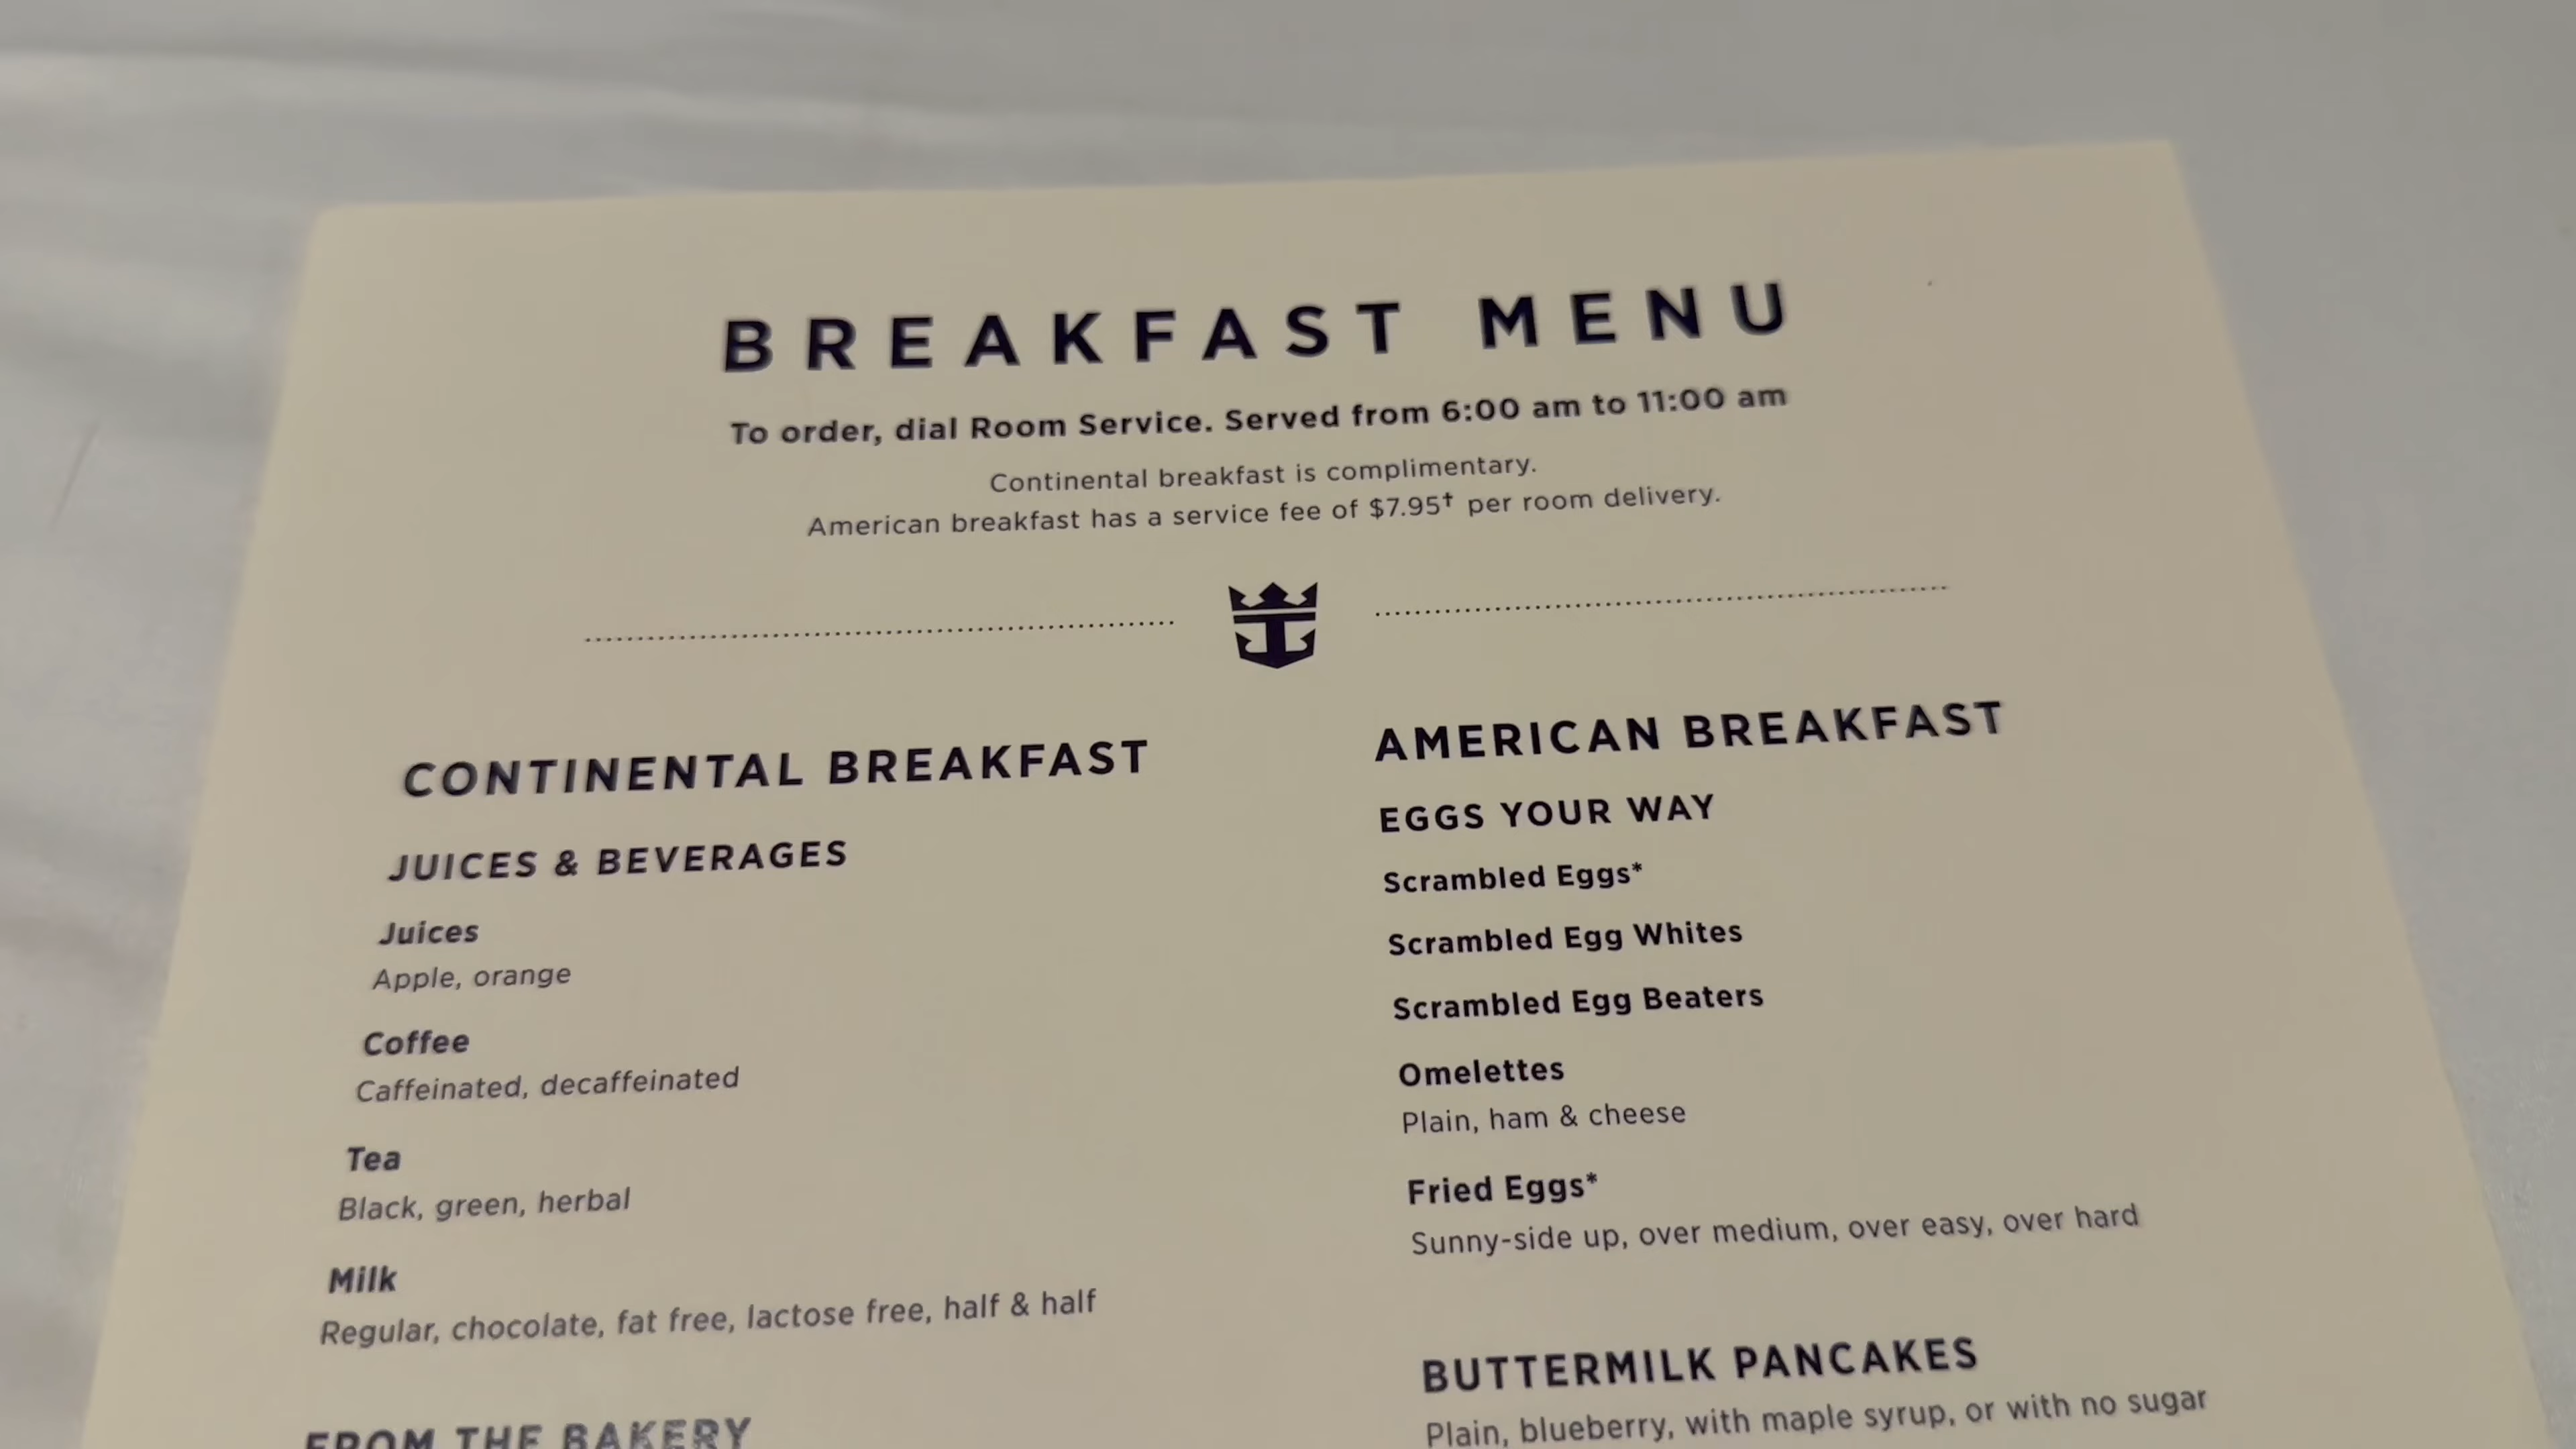 BREAKFAST MENU
To order, dial Room Service. Served from 6:00 am to 11:00 am
Continental breakfast is complimentary.
American breakfast has a service fee of $7.95† per room delivery.
CONTINENTAL BREAKFAST
JUICES & BEVERAGES
Juices
Apple, orange
Coffee
Caffeinated, decaffeinated
Tea
Black, green, herbal
Milk
Regular, chocolate, fat free, lactose free, half & half
FROM THE BAKERY
AMERICAN BREAKFAST
EGGS YOUR WAY
Scrambled Eggs*
Scrambled Egg Whites
Scrambled Egg Beaters
Omelettes
Plain, ham & cheese
Fried Eggs*
Sunny-side up, over medium, over easy, over hard
BUTTERMILK PANCAKES
Plain, blueberry, with maple syrup, or with no sugar